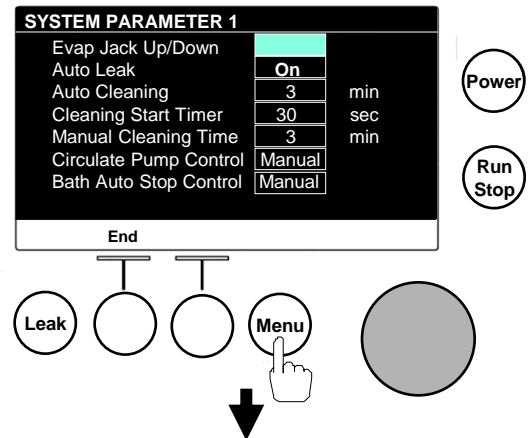 SYSTEM PARAMETER 1
Evap Jack Up/Down
Auto Leak On
Auto Cleaning 3 min
Cleaning Start Timer 30 sec
Manual Cleaning Time 3 min
Circulate Pump Control Manual
Bath Auto Stop Control Manual
End
Power
Run
Stop
Leak
Menu